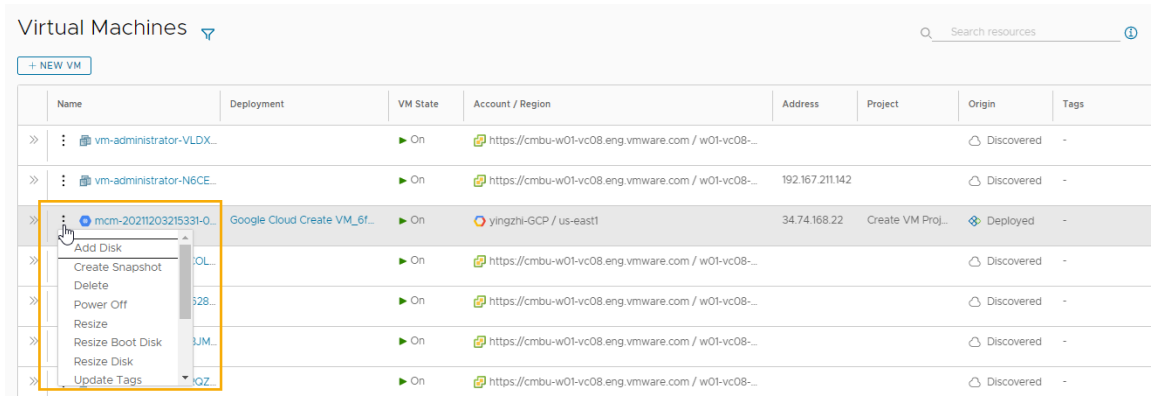 Virtual Machines
Search resources
+ NEW VM
Name Deployment VM State Account / Region Address Project Origin Tags
vm-administrator-VLDX... On https://cmbu-w01-vc08.eng.vmware.com / w01-vc08-... Discovered -
vm-administrator-N6CE... On https://cmbu-w01-vc08.eng.vmware.com / w01-vc08-... 192.167.211.142 Discovered -
mcm-20211203215331-0... Google Cloud Create VM_6f... On yingzhi-GCP / us-east1 34.74.168.22 Create VM Proj... Deployed -
Add Disk
COL... On https://cmbu-w01-vc08.eng.vmware.com / w01-vc08-... Discovered -
Create Snapshot
Delete
528... On https://cmbu-w01-vc08.eng.vmware.com / w01-vc08-... Discovered -
Power Off
Resize
Resize Boot Disk
3JM... On https://cmbu-w01-vc08.eng.vmware.com / w01-vc08-... Discovered -
Resize Disk
Update Tags
On https://cmbu-w01-vc08.eng.vmware.com / w01-vc08-... Discovered -